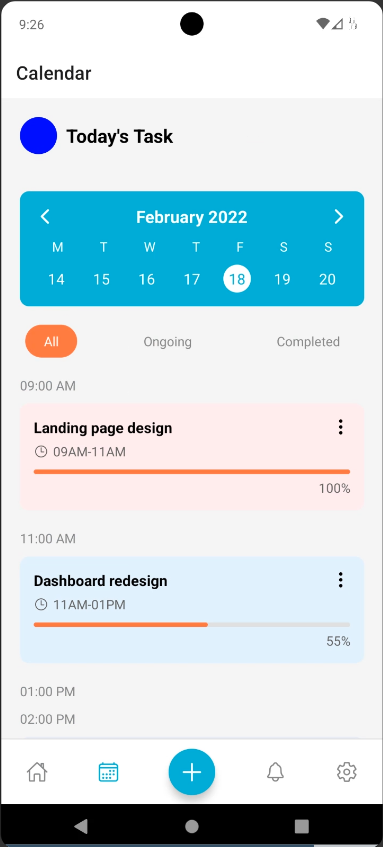 9:26
Calendar
Today's Task
February 2022
M T W T F S S
14 15 16 17 18 19 20
All Ongoing Completed
09:00 AM
Landing page design
09AM-11AM
100%
11:00 AM
Dashboard redesign
11AM-01PM
55%
01:00 PM
02:00 PM